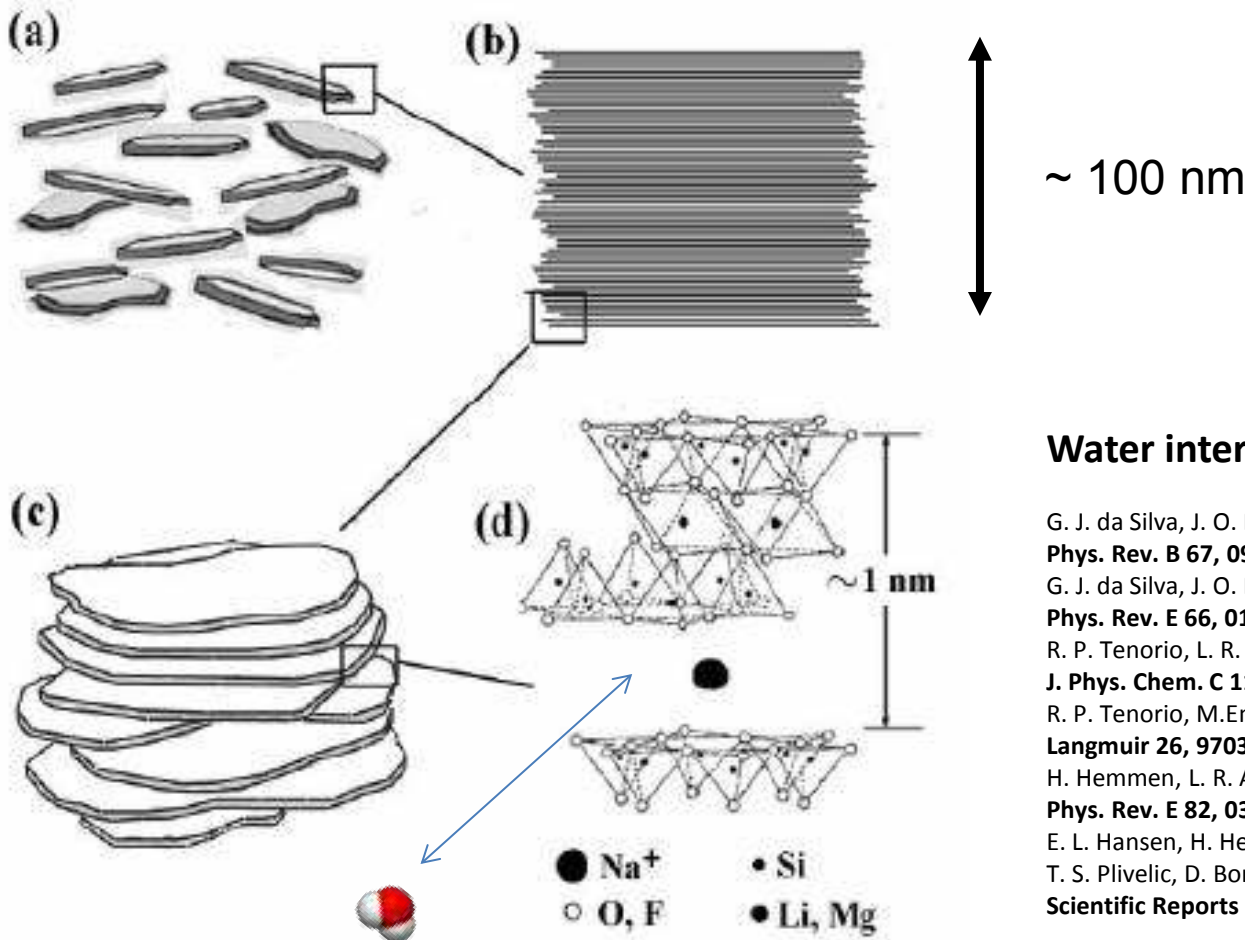 (a)
(b)
~ 100 nm
(c)
(d)
~1 nm
Na⁺
Si
O, F
Li, Mg
Water inter
G. J. da Silva, J. O.
Phys. Rev. B 67, 09
G. J. da Silva, J. O.
Phys. Rev. E 66, 01
R. P. Tenorio, L. R.
J. Phys. Chem. C 1
R. P. Tenorio, M.En
Langmuir 26, 9703
H. Hemmen, L. R. A
Phys. Rev. E 82, 03
E. L. Hansen, H. He
T. S. Plivelic, D. Bor
Scientific Reports